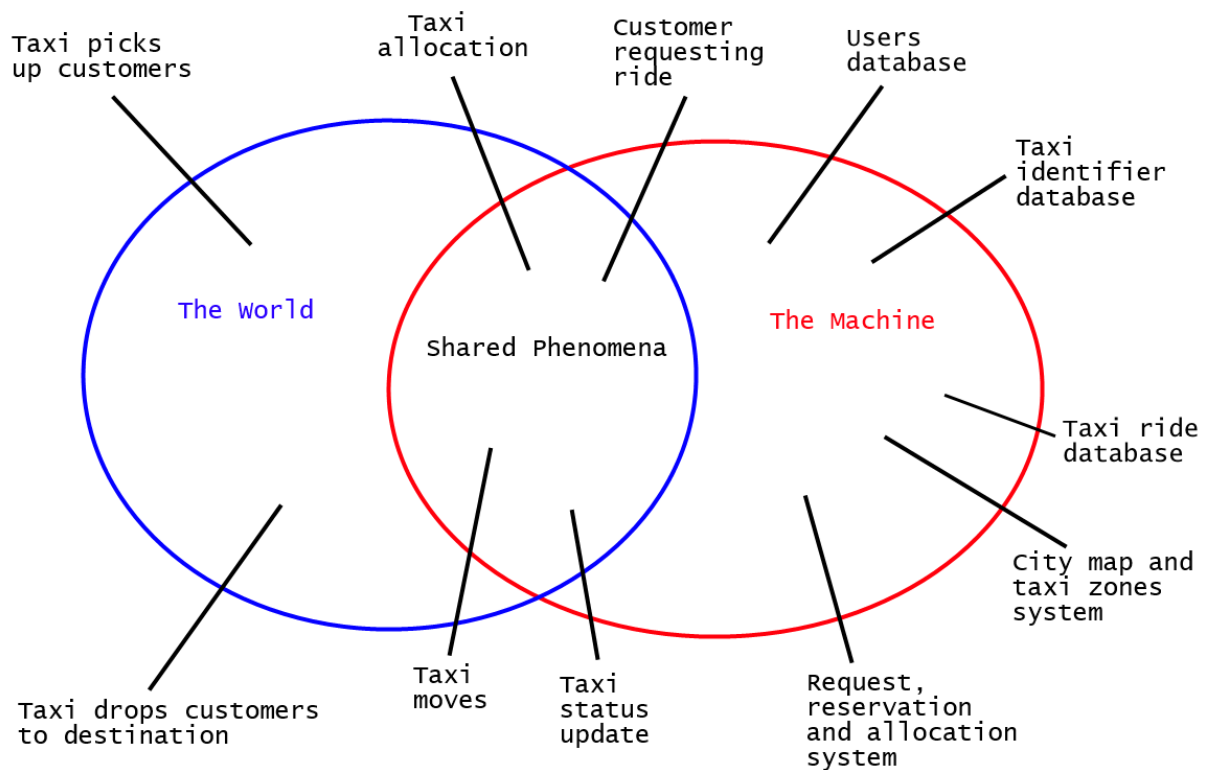 Taxi picks
up customers
Taxi
allocation
Customer
requesting
ride
Users
database
Taxi
identifier
database
The World
Shared Phenomena
The Machine
Taxi ride
database
City map and
taxi zones
system
Request,
reservation
and allocation
system
Taxi
status
update
Taxi
moves
Taxi drops customers
to destination